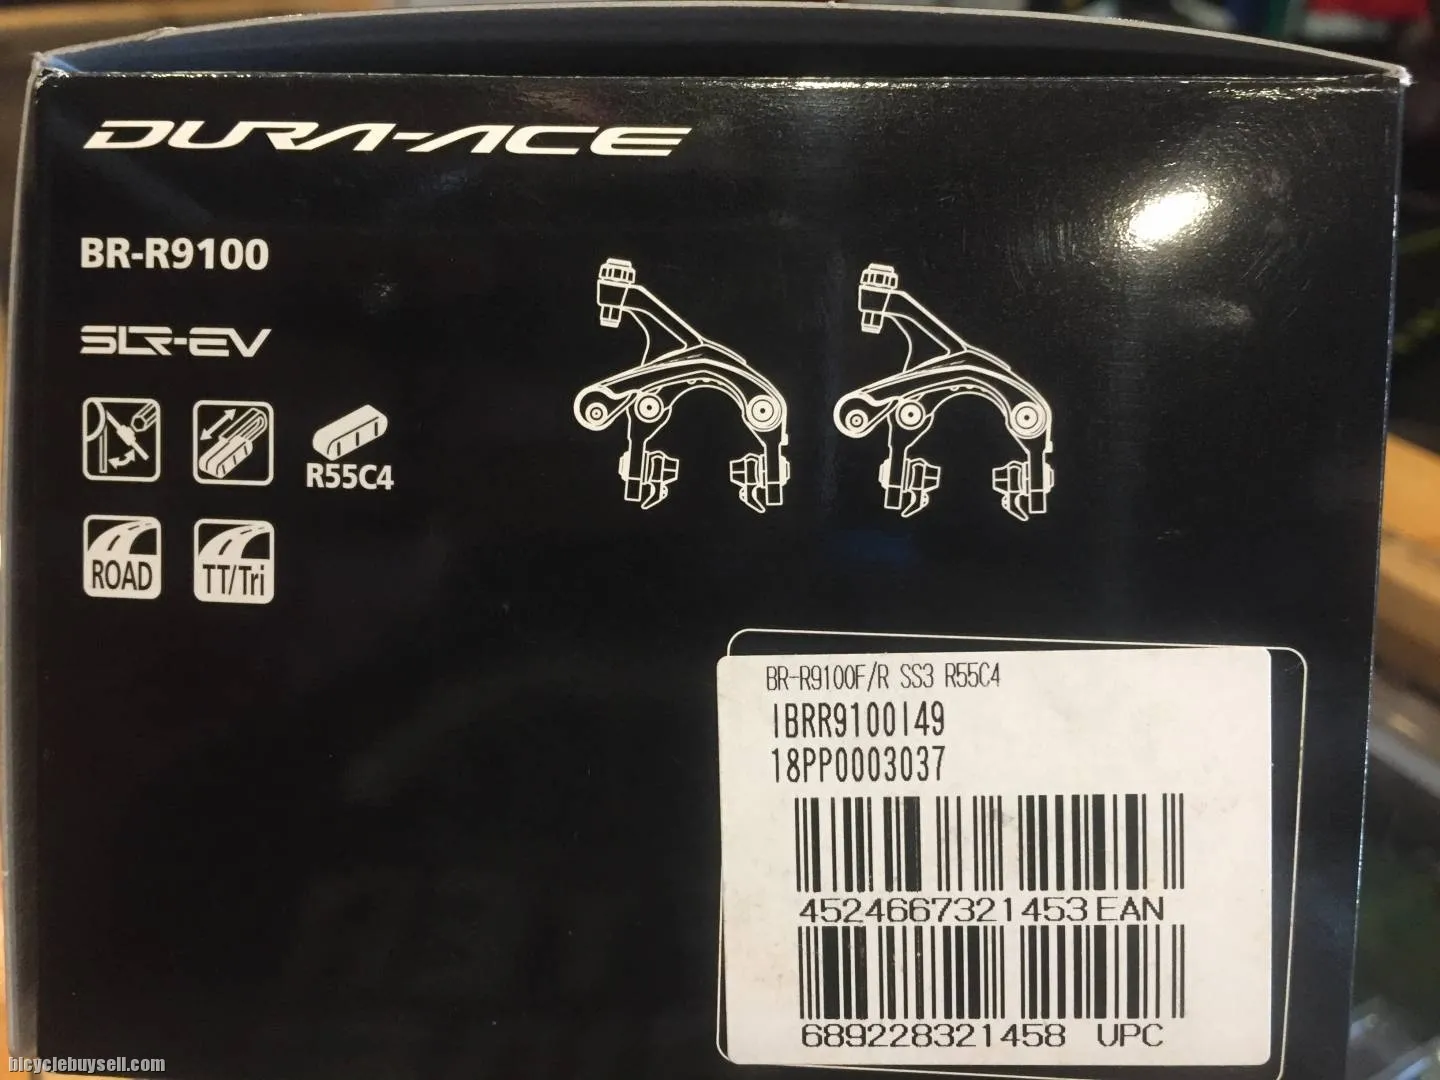 DURA-ACE
BR-R9100
SLR-EV
R55C4
ROAD
TT/Tri
BR-R9100F/R SS3 R55C4
IBRR9100I49
18PP0003037
4524667321453 EAN
689228321458 UPC
bicyclebuysell.com